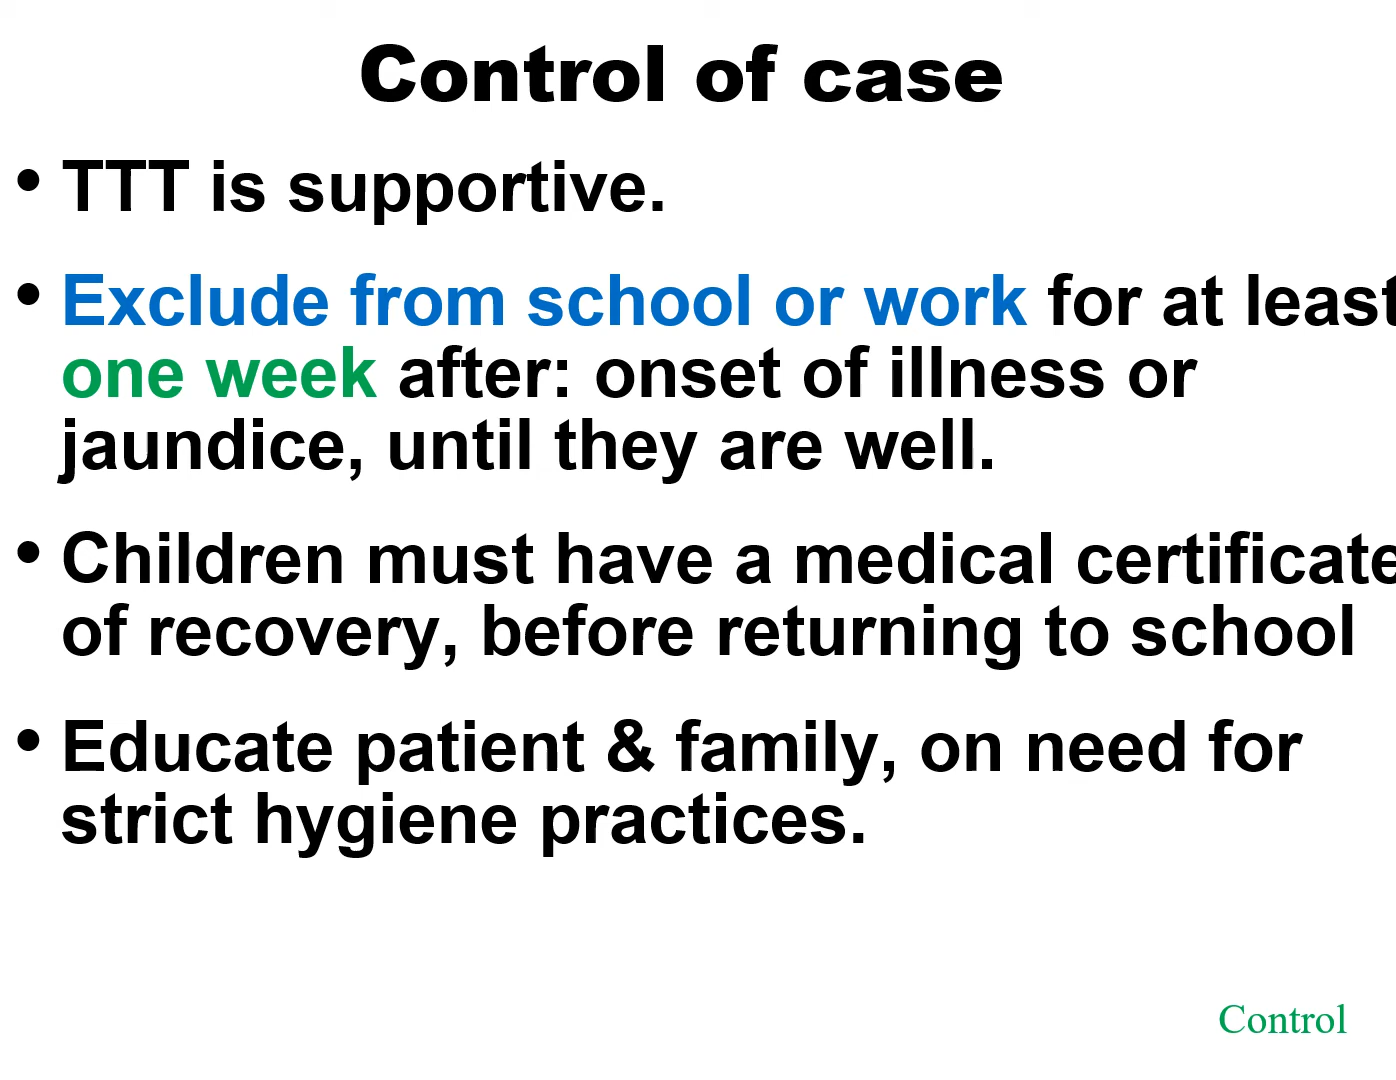 Control of case
• TTT is supportive.
• Exclude from school or work for at least
one week after: onset of illness or
jaundice, until they are well.
• Children must have a medical certificate
of recovery, before returning to school
• Educate patient & family, on need for
strict hygiene practices.
Control